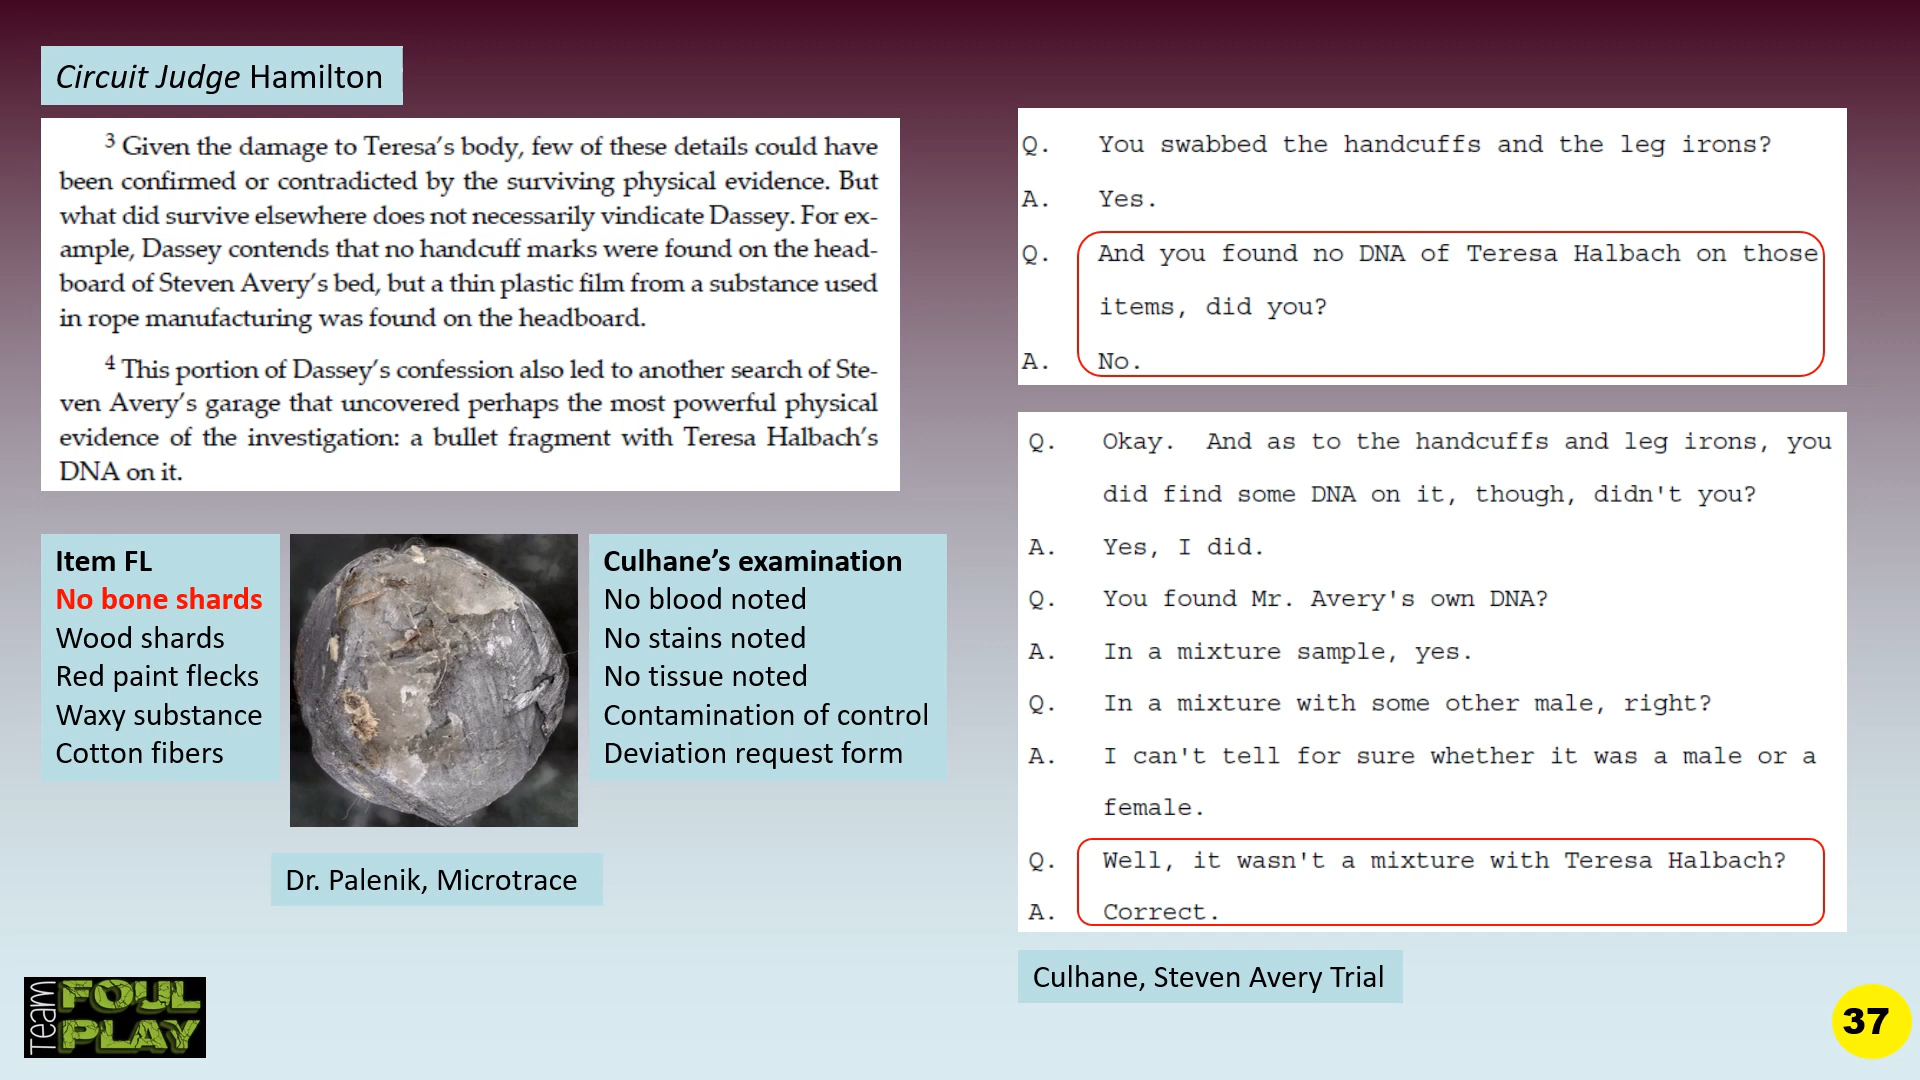 Circuit Judge Hamilton
3 Given the damage to Teresa's body, few of these details could have
been confirmed or contradicted by the surviving physical evidence. But
what did survive elsewhere does not necessarily vindicate Dassey. For ex-
ample, Dassey contends that no handcuff marks were found on the head-
board of Steven Avery's bed, but a thin plastic film from a substance used
in rope manufacturing was found on the headboard.
4 This portion of Dassey's confession also led to another search of Ste-
ven Avery's garage that uncovered perhaps the most powerful physical
evidence of the investigation: a bullet fragment with Teresa Halbach's
DNA on it.
Item FL
No bone shards
Wood shards
Red paint flecks
Waxy substance
Cotton fibers
Culhane's examination
No blood noted
No stains noted
No tissue noted
Contamination of control
Deviation request form
Dr. Palenik, Microtrace
Q. You swabbed the handcuffs and the leg irons?
A. Yes.
Q. And you found no DNA of Teresa Halbach on those
items, did you?
A. No.
Q. Okay. And as to the handcuffs and leg irons, you
did find some DNA on it, though, didn't you?
A. Yes, I did.
Q. You found Mr. Avery's own DNA?
A. In a mixture sample, yes.
Q. In a mixture with some other male, right?
A. I can't tell for sure whether it was a male or a
female.
Q. Well, it wasn't a mixture with Teresa Halbach?
A. Correct.
Culhane, Steven Avery Trial
Team
FOUL
PLAY
37